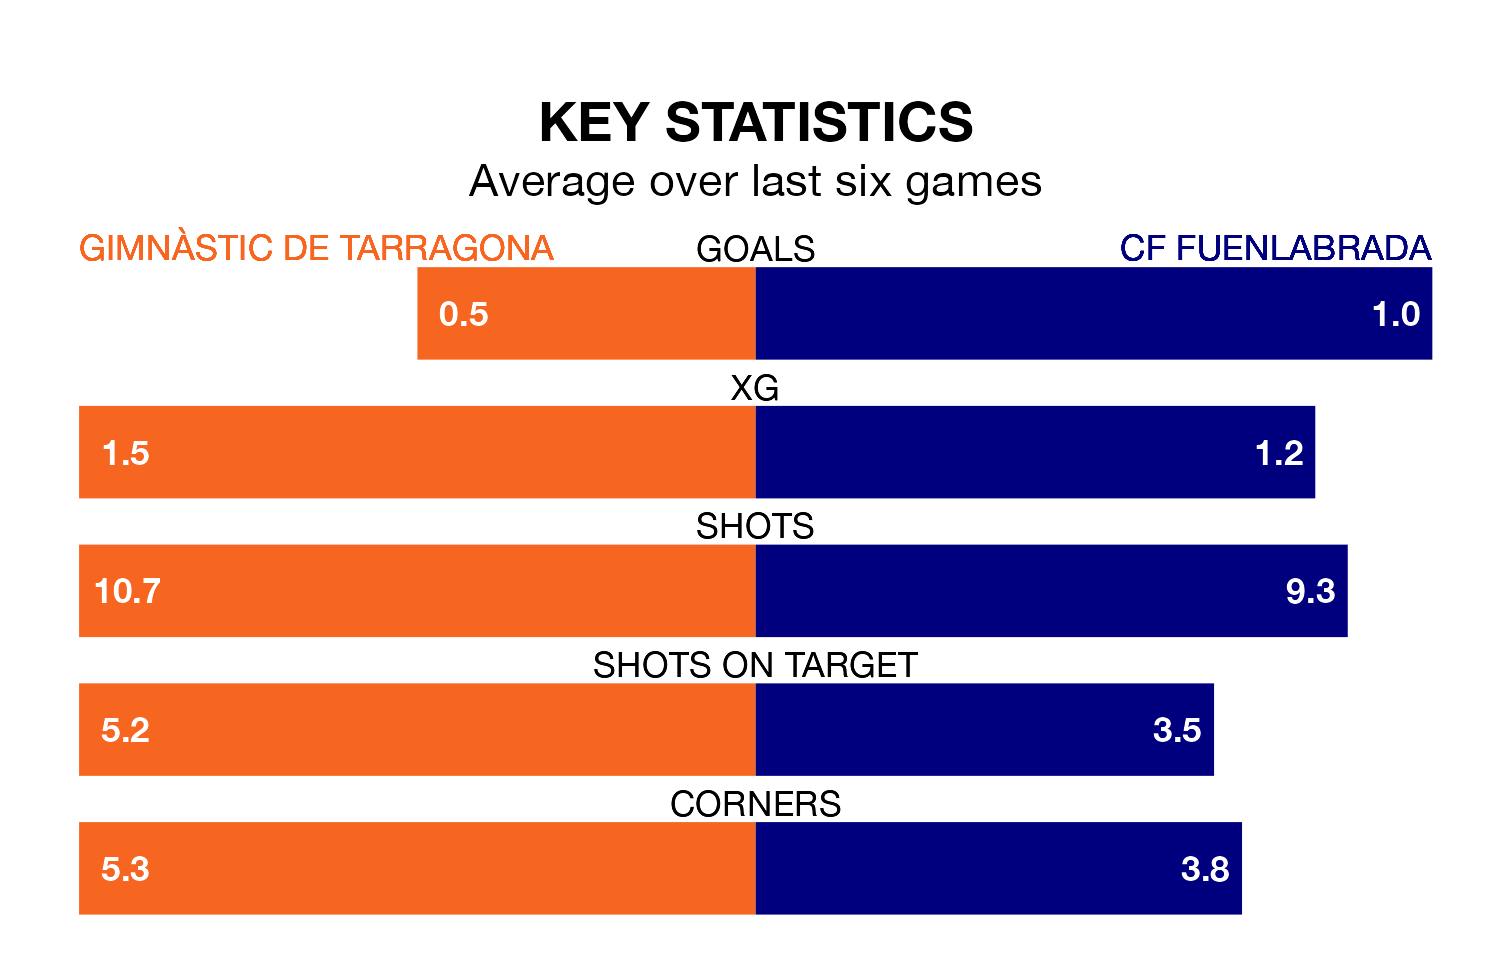 KEY STATISTICS
Average over last six games
GIMNÀSTIC DE TARRAGONA GOALS CF FUENLABRADA
0.5 1.0
XG
1.5 1.2
SHOTS
10.7 9.3
SHOTS ON TARGET
5.2 3.5
CORNERS
5.3 3.8